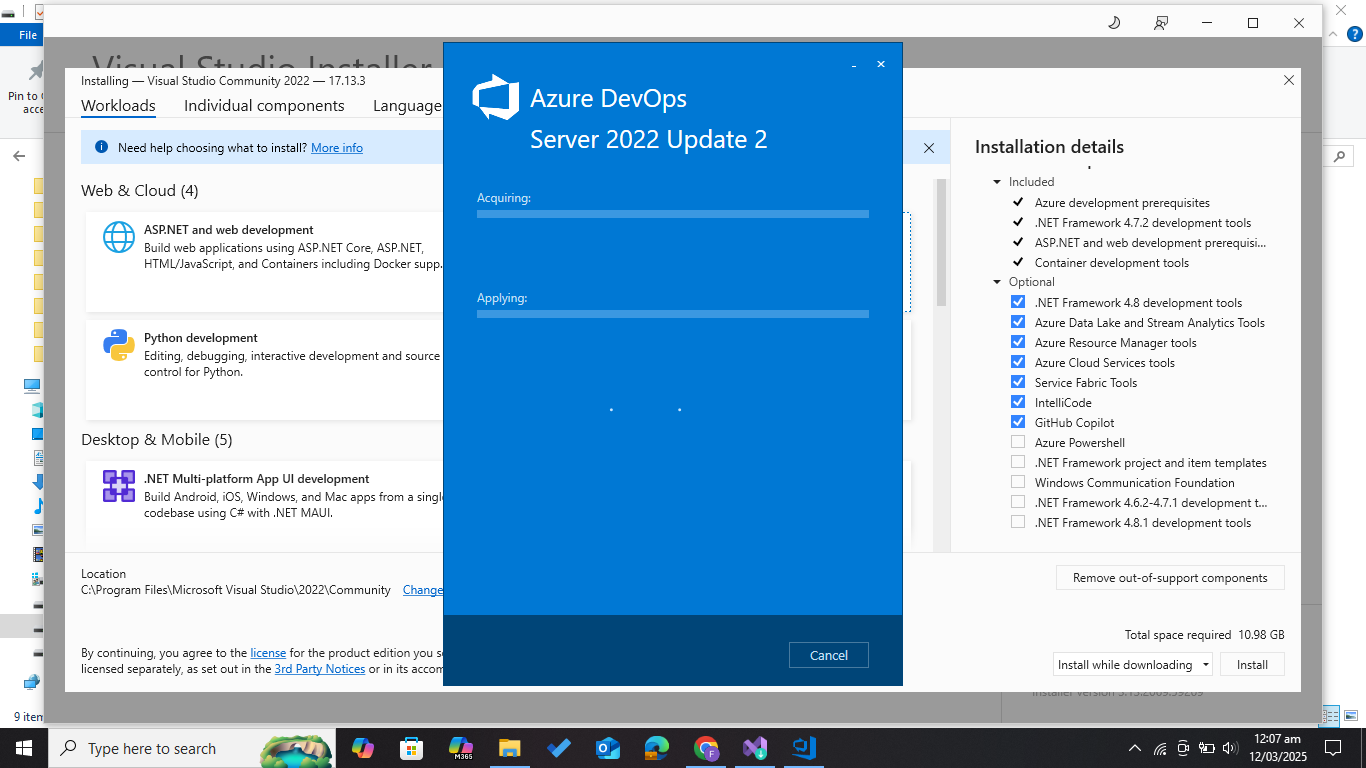 File
Pin to
acce
Visual Studio Installer
Installing — Visual Studio Community 2022 — 17.13.3
Workloads
Individual components
Language
Need help choosing what to install? More info
Web & Cloud (4)
ASP.NET and web development
Build web applications using ASP.NET Core, ASP.NET,
HTML/JavaScript, and Containers including Docker supp...
Python development
Editing, debugging, interactive development and source
control for Python.
Desktop & Mobile (5)
.NET Multi-platform App UI development
Build Android, iOS, Windows, and Mac apps from a single
codebase using C# with .NET MAUI.
Location
C:\Program Files\Microsoft Visual Studio\2022\Community Change
By continuing, you agree to the license for the product edition you se
licensed separately, as set out in the 3rd Party Notices or in its accom
Azure DevOps
Server 2022 Update 2
Acquiring:
Applying:
Cancel
Installation details
Included
Azure development prerequisites
.NET Framework 4.7.2 development tools
ASP.NET and web development prerequisi...
Container development tools
Optional
.NET Framework 4.8 development tools
Azure Data Lake and Stream Analytics Tools
Azure Resource Manager tools
Azure Cloud Services tools
Service Fabric Tools
IntelliCode
GitHub Copilot
Azure Powershell
.NET Framework project and item templates
Windows Communication Foundation
.NET Framework 4.6.2-4.7.1 development t...
.NET Framework 4.8.1 development tools
Remove out-of-support components
Total space required 10.98 GB
Install while downloading
Install
9 item
Type here to search
M365
12:07 am
12/03/2025